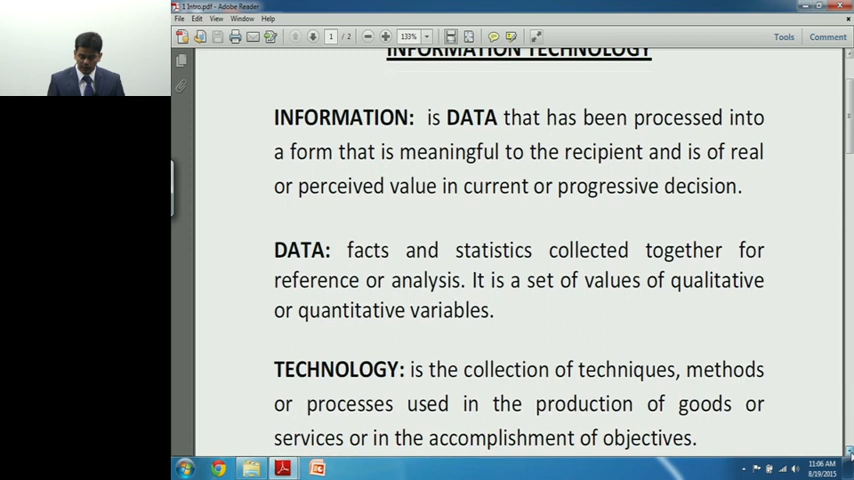 1 Intro.pdf - Adobe Reader
File Edit View Window Help
1 / 2 133% Tools Comment
INFORMATION TECHNOLOGY
INFORMATION: is DATA that has been processed into
a form that is meaningful to the recipient and is of real
or perceived value in current or progressive decision.
DATA: facts and statistics collected together for
reference or analysis. It is a set of values of qualitative
or quantitative variables.
TECHNOLOGY: is the collection of techniques, methods
or processes used in the production of goods or
services or in the accomplishment of objectives.
11:06 AM
8/19/2015